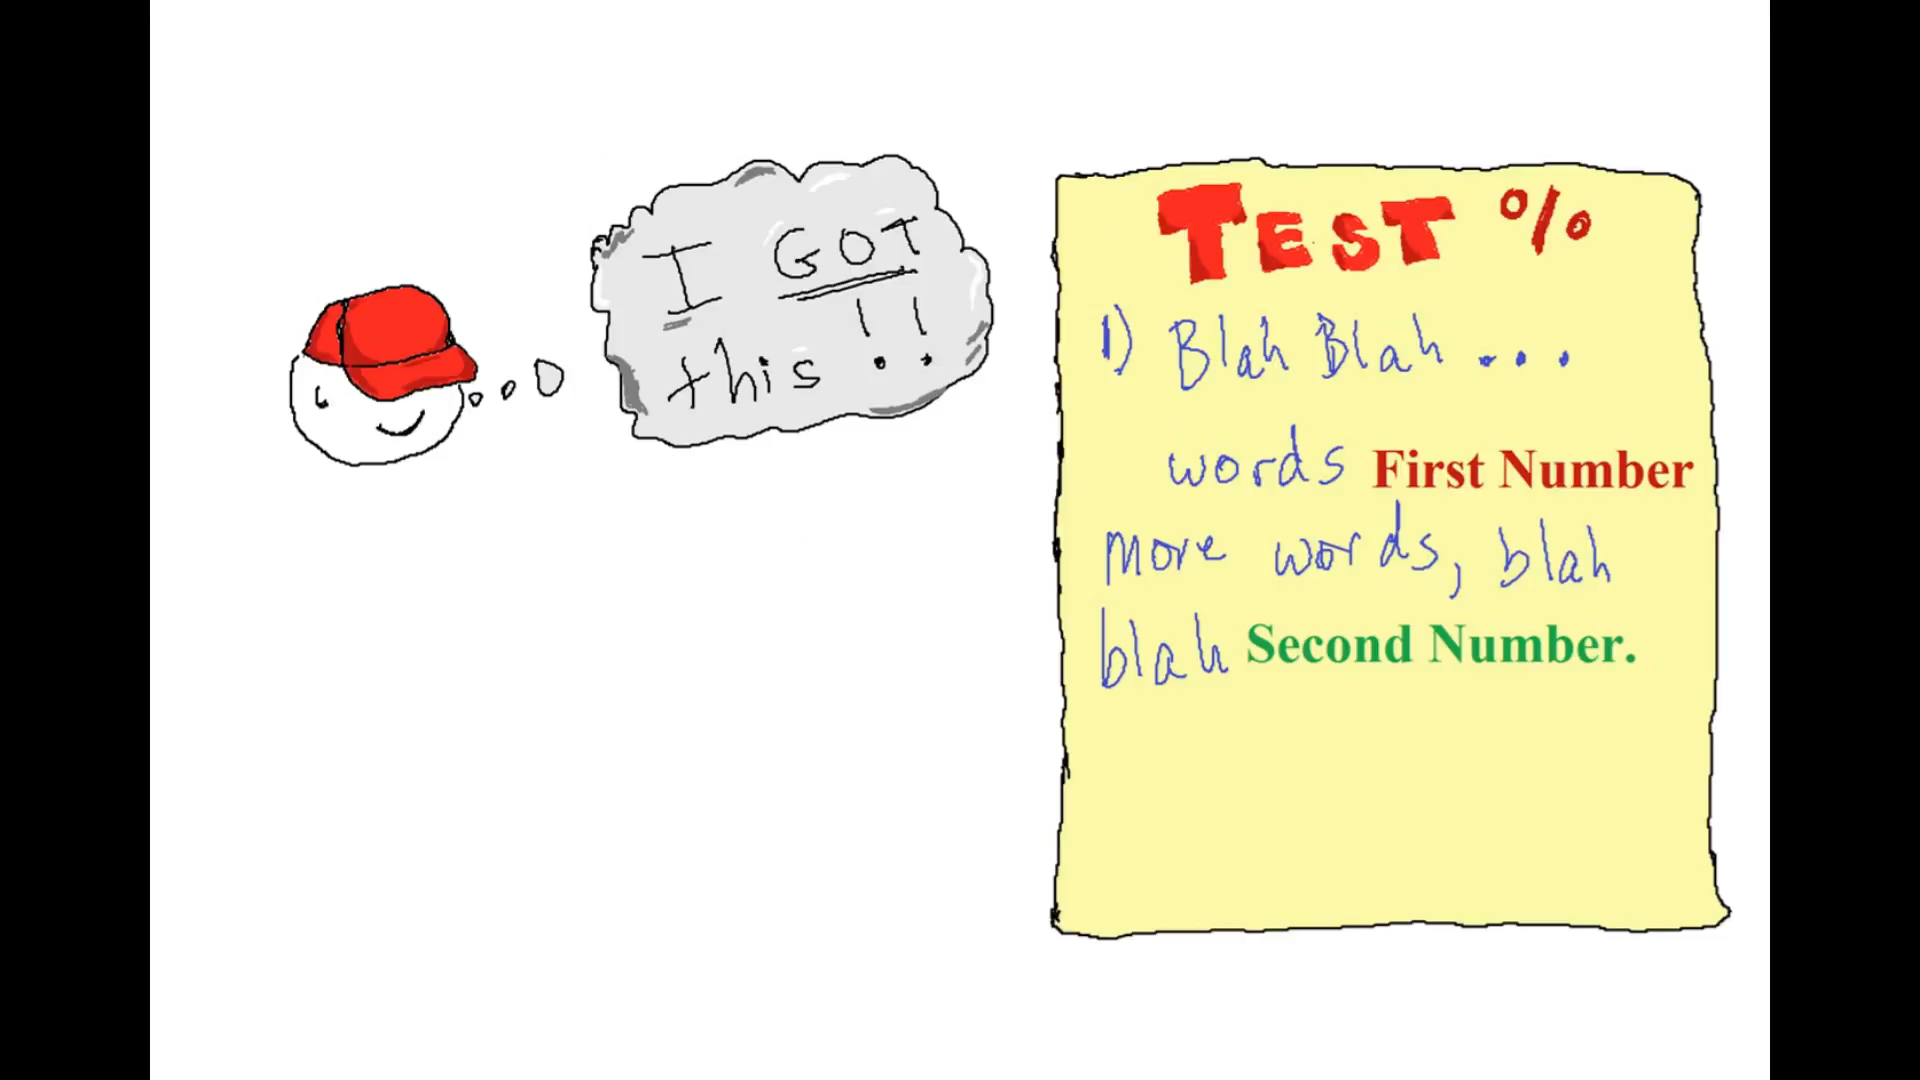 I GOT
this !!
TEST %
1) Blah Blah ...
words First Number
more words, blah
blah Second Number.